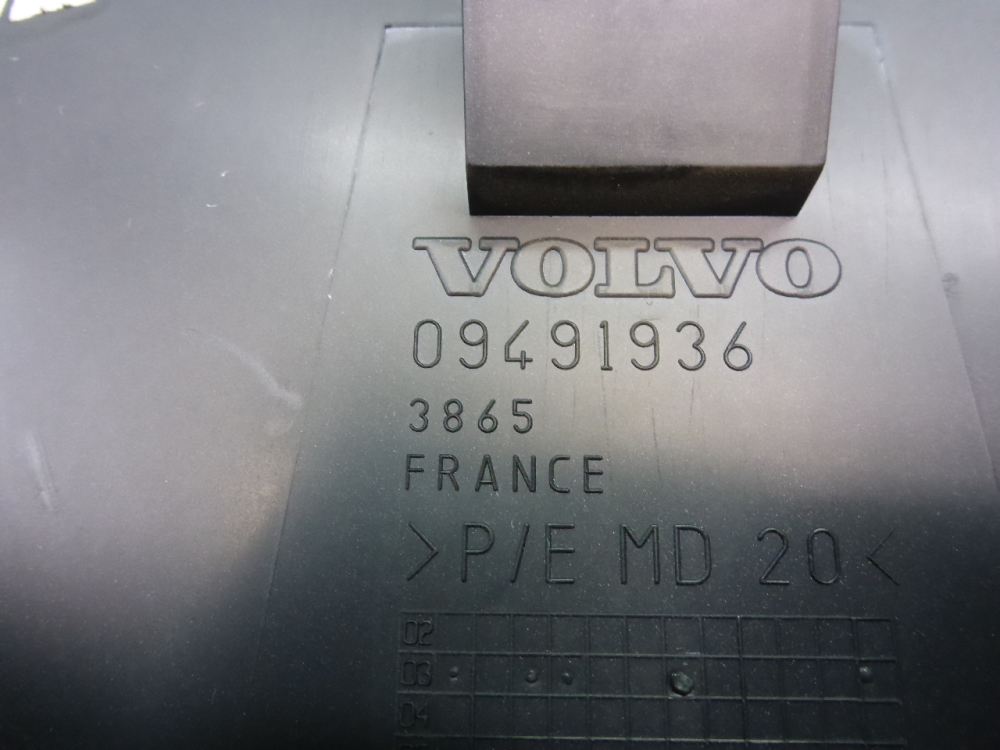 VOLVO
09491936
3865
FRANCE
>P/E MD 20<
02
03
04